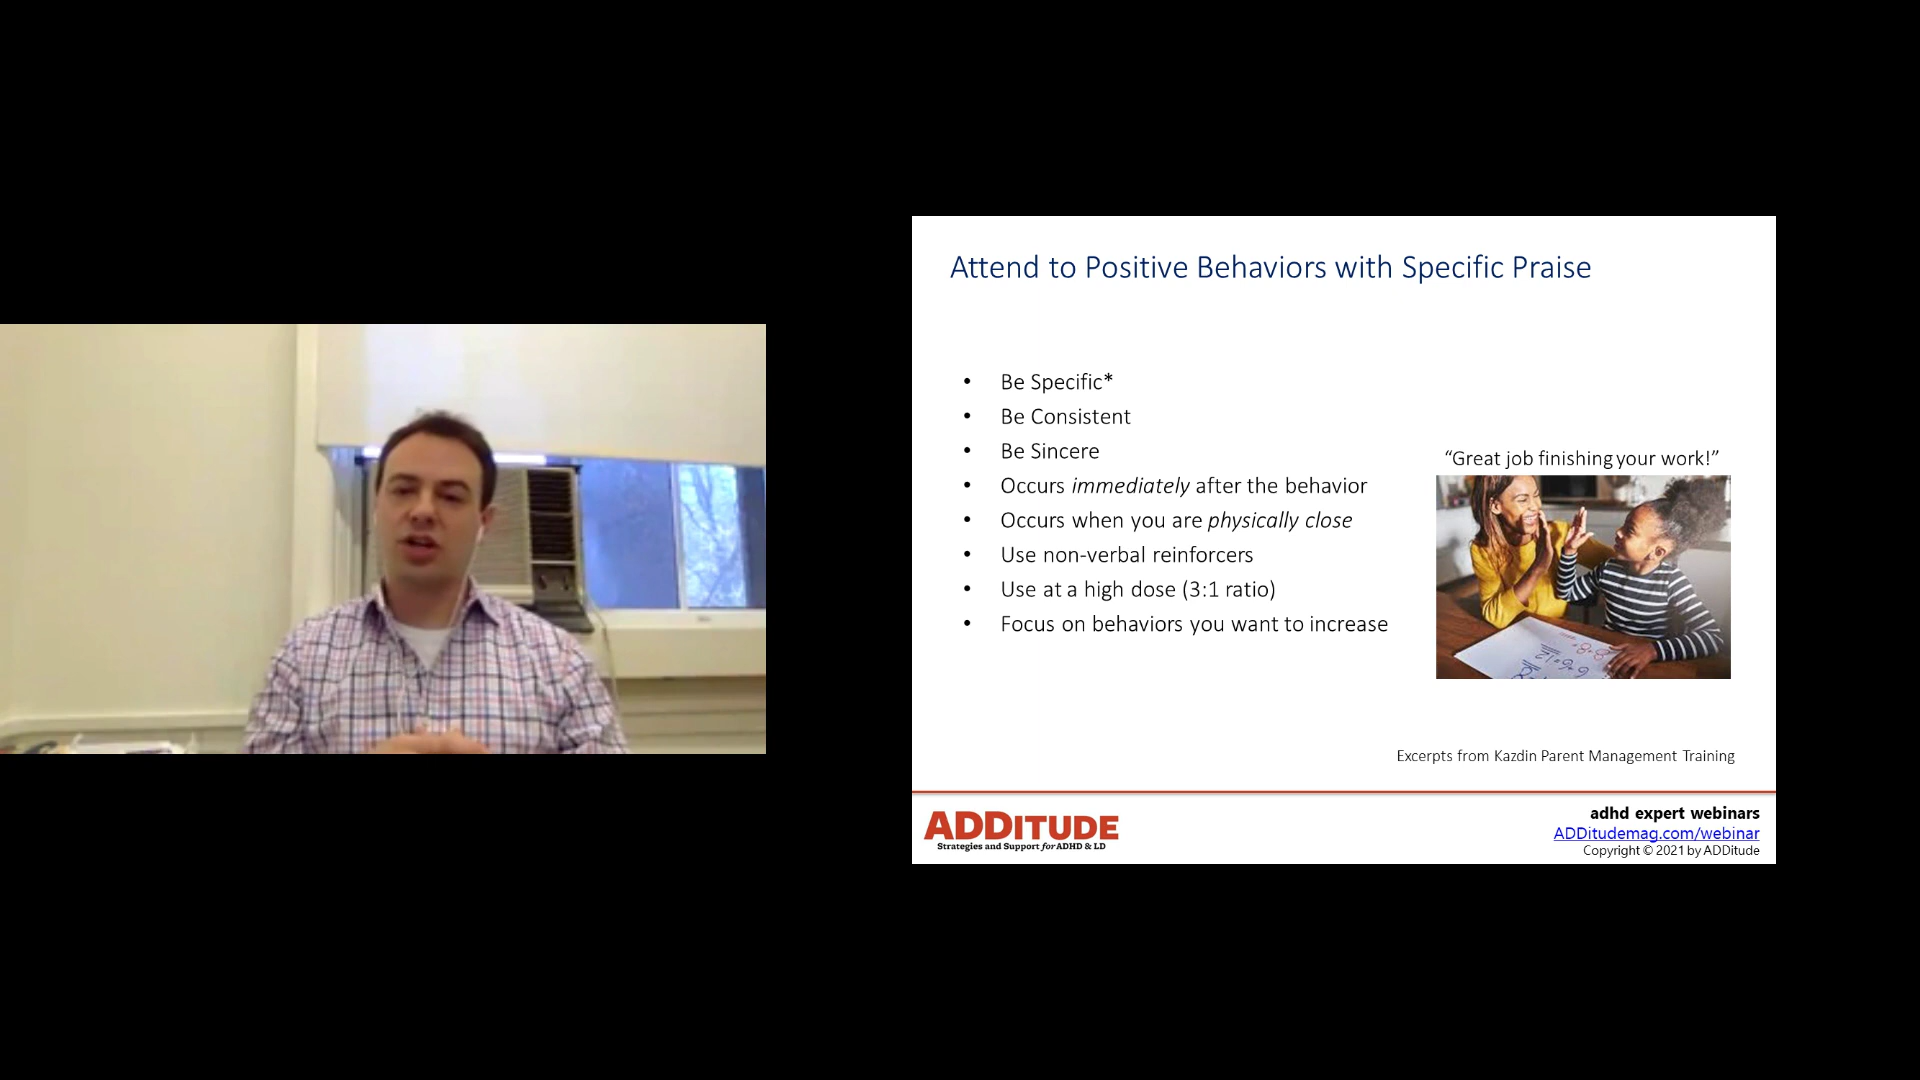 Attend to Positive Behaviors with Specific Praise
• Be Specific*
• Be Consistent
• Be Sincere
• Occurs immediately after the behavior
• Occurs when you are physically close
• Use non-verbal reinforcers
• Use at a high dose (3:1 ratio)
• Focus on behaviors you want to increase
“Great job finishing your work!”
Excerpts from Kazdin Parent Management Training
ADDITUDE
Strategies and Support for ADHD & LD
adhd expert webinars
ADDitudemag.com/webinar
Copyright © 2021 by ADDitude